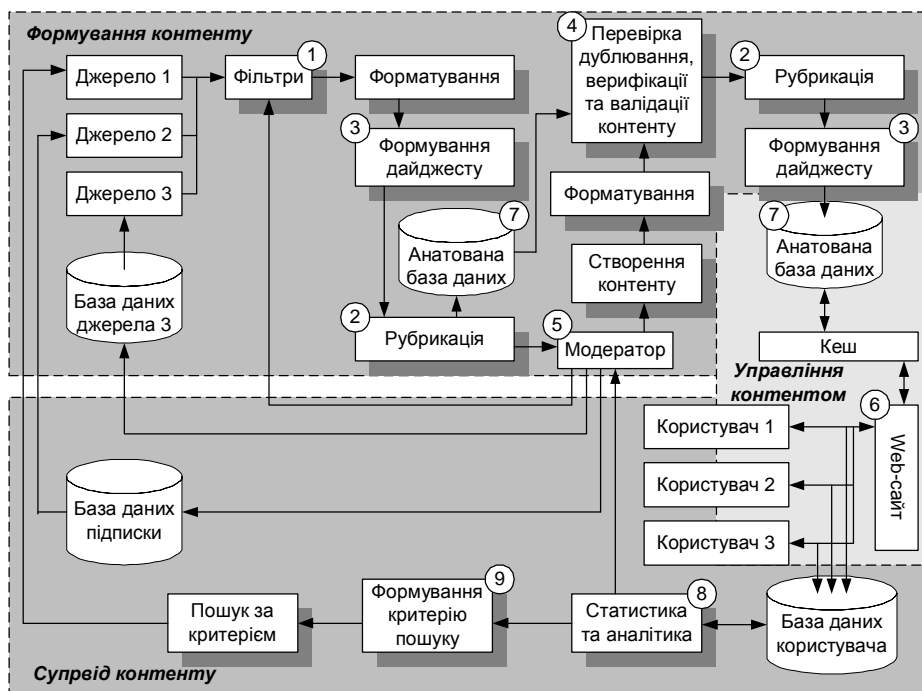 Формування контенту
Джерело 1
Джерело 2
Джерело 3
База даних
джерела 3
1
Фільтри
Форматування
3
Формування
дайджесту
7
Анатована
база даних
2
Рубрикація
4
Перевірка
дублювання,
верифікації
та валідації
контенту
Форматування
Створення
контенту
5
Модератор
2
Рубрикація
3
Формування
дайджесту
7
Анатована
база даних
Кеш
Управління
контентом
6
Web-сайт
Користувач 1
Користувач 2
Користувач 3
База даних
підписки
Пошук за
критерієм
9
Формування
критерію
пошуку
8
Статистика
та аналітика
База даних
користувача
Супрвід контенту